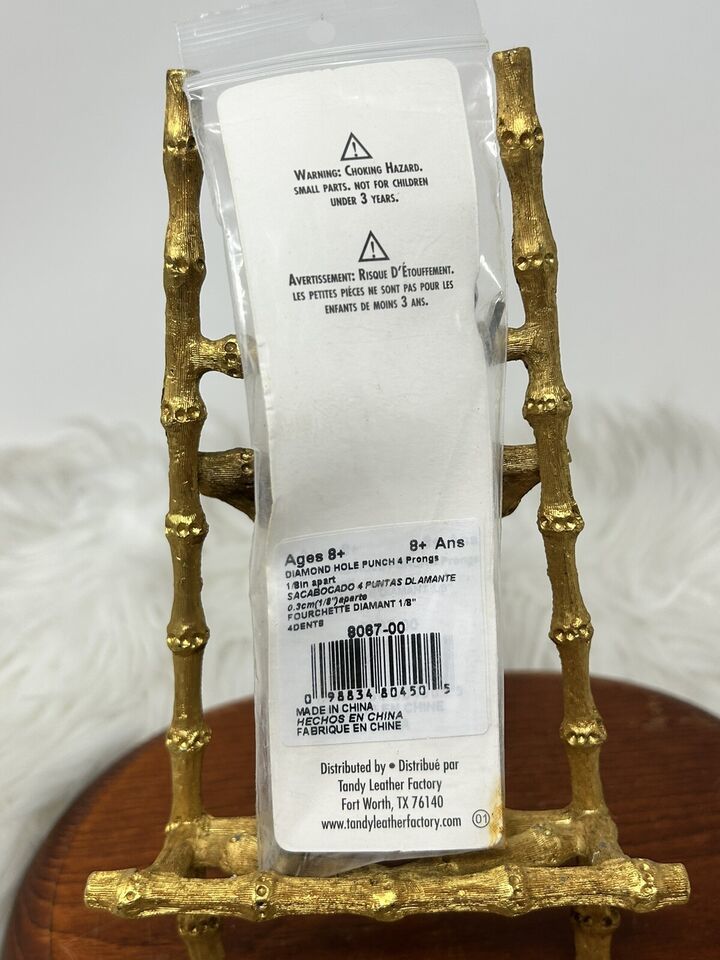 WARNING: CHOKING HAZARD.
SMALL PARTS. NOT FOR CHILDREN
UNDER 3 YEARS.
AVERTISSEMENT: RISQUE D'ÉTOUFFEMENT.
LES PETITES PIÈCES NE SONT PAS POUR LES
ENFANTS DE MOINS 3 ANS.
Ages 8+ 8+ Ans
DIAMOND HOLE PUNCH 4 Prongs
1/8in apart
SACABOCADO 4 PUNTAS DLAMANTE
0.3cm(1/8")aparte
FOURCHETTE DIAMANT 1/8"
4DENTS
8067-00
0 98834 80450 5
MADE IN CHINA
HECHOS EN CHINA
FABRIQUE EN CHINE
Distributed by • Distribué par
Tandy Leather Factory
Fort Worth, TX 76140
www.tandyleatherfactory.com 01